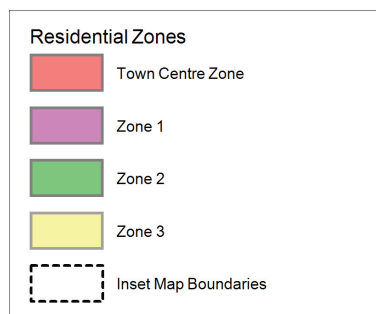 Residential Zones
Town Centre Zone
Zone 1
Zone 2
Zone 3
Inset Map Boundaries